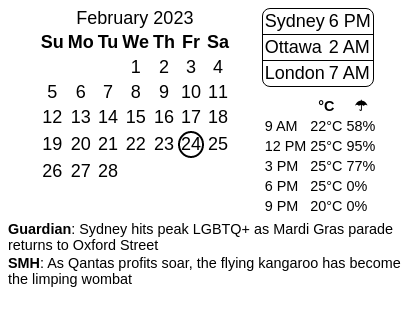 February 2023
Su Mo Tu We Th Fr Sa
1 2 3 4
5 6 7 8 9 10 11
12 13 14 15 16 17 18
19 20 21 22 23 24 25
26 27 28
Sydney 6 PM
Ottawa 2 AM
London 7 AM
°C ☂
9 AM 22°C 58%
12 PM 25°C 95%
3 PM 25°C 77%
6 PM 25°C 0%
9 PM 20°C 0%
Guardian: Sydney hits peak LGBTQ+ as Mardi Gras parade
returns to Oxford Street
SMH: As Qantas profits soar, the flying kangaroo has become
the limping wombat